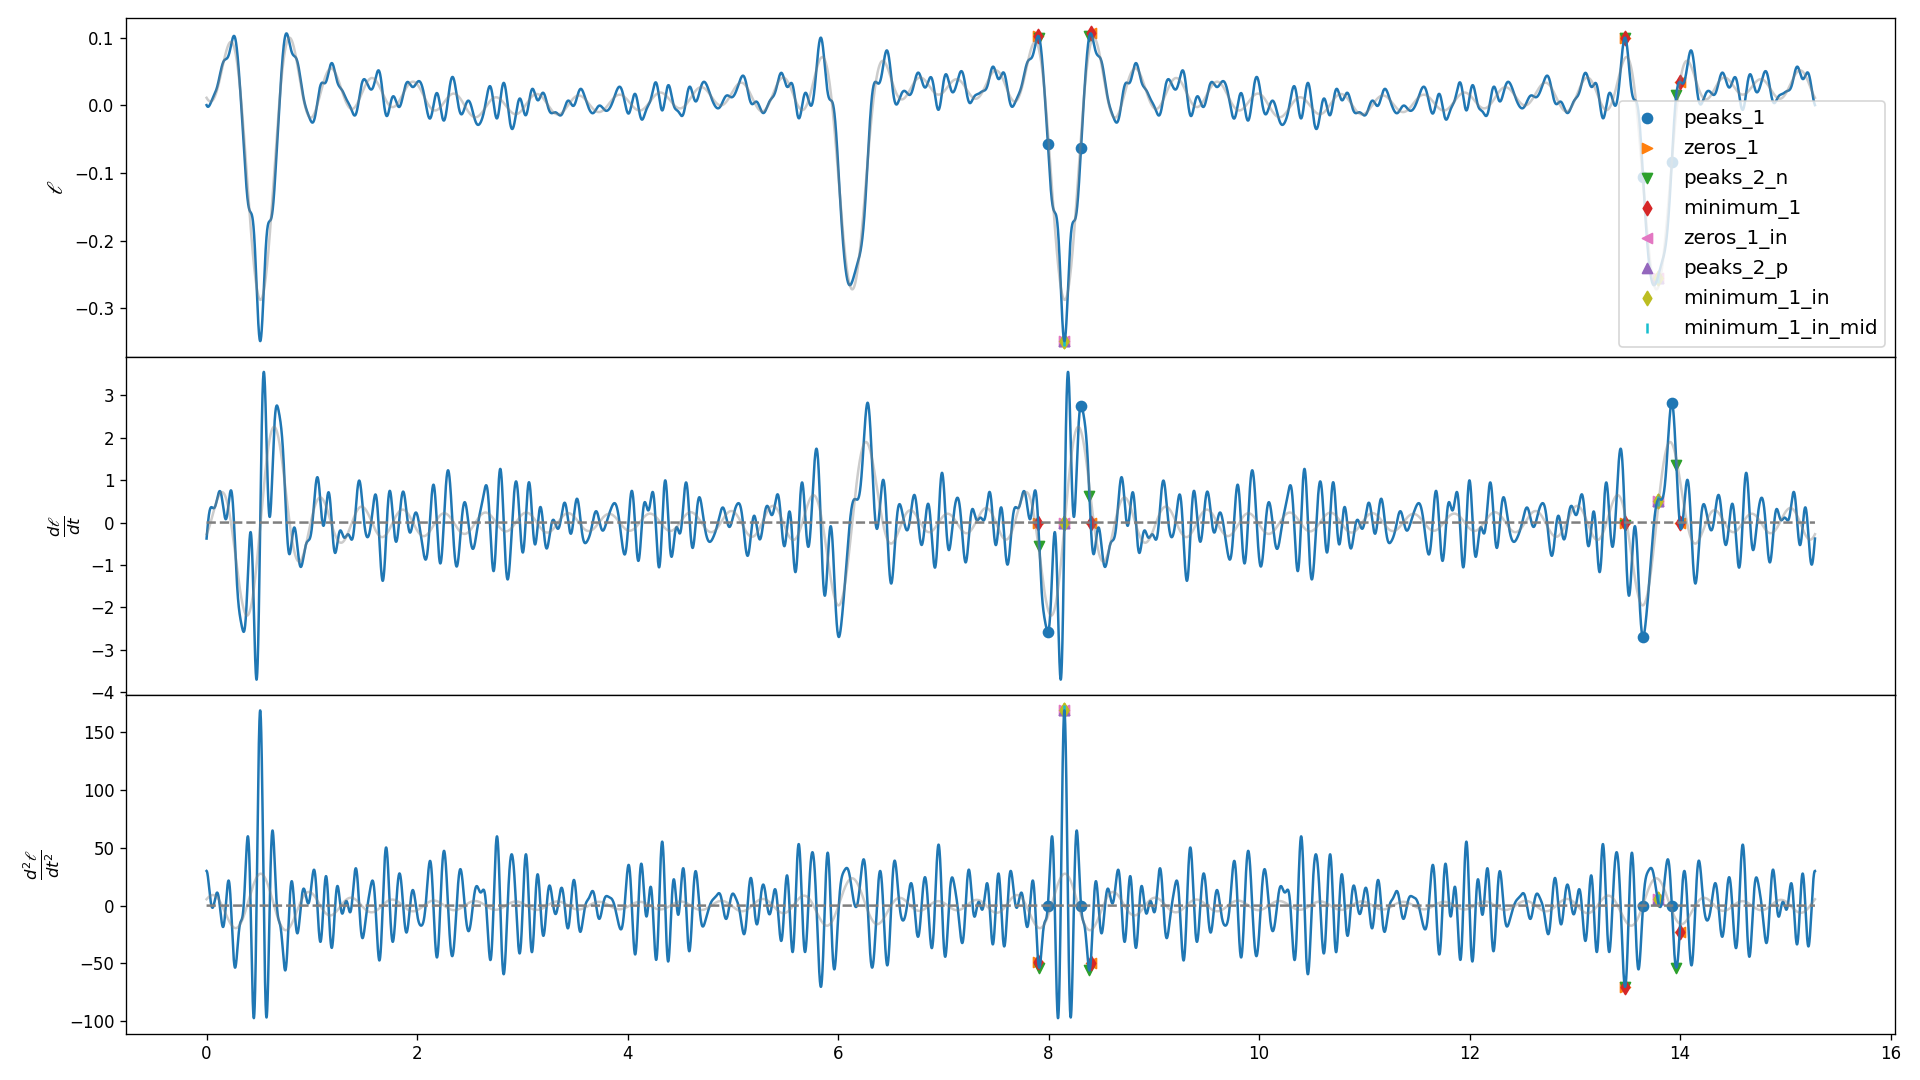 0.1
0.0
−0.1
−0.2
−0.3
ℓ
peaks_1
zeros_1
peaks_2_n
minimum_1
zeros_1_in
peaks_2_p
minimum_1_in
minimum_1_in_mid
3
2
1
0
−1
−2
−3
−4
dℓ
dt
150
100
50
0
−50
−100
d²ℓ
dt²
0 2 4 6 8 10 12 14 16